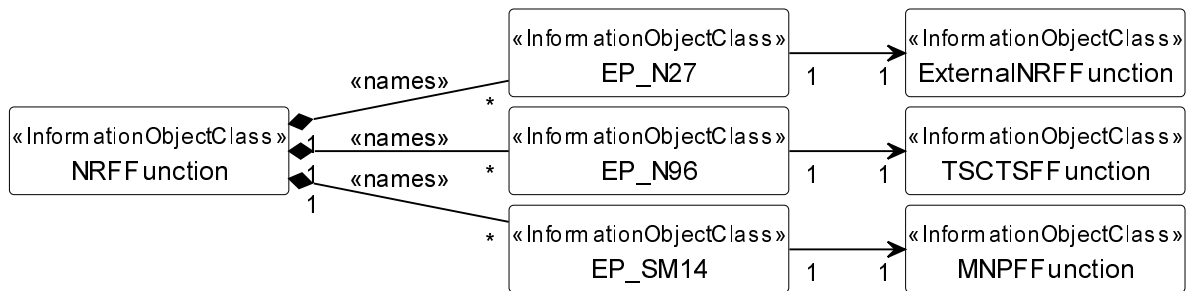 «InformationObjectClass»
NRFFunction
«names»
1
*
«InformationObjectClass»
EP_N27
1
1
«InformationObjectClass»
ExternalNRFFunction
«names»
1
*
«InformationObjectClass»
EP_N96
1
1
«InformationObjectClass»
TSCTSFFunction
«names»
1
*
«InformationObjectClass»
EP_SM14
1
1
«InformationObjectClass»
MNPFFunction